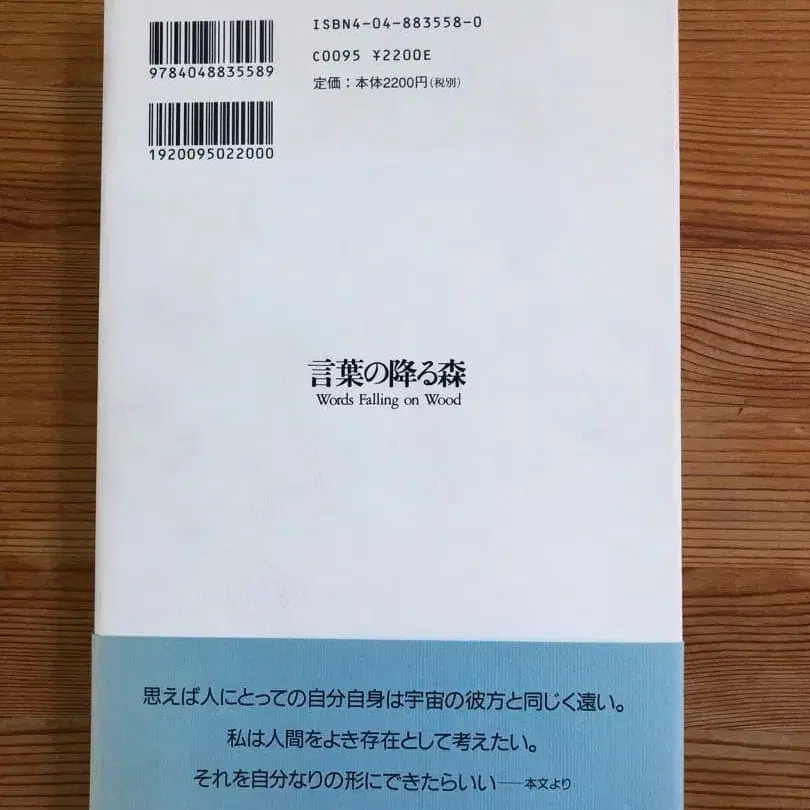 ISBN4-04-883558-0
9784048835589
C0095 ¥2200E
定価：本体2200円(税別)
1920095022000
言葉の降る森
Words Falling on Wood
思えば人にとっての自分自身は宇宙の彼方と同じく遠い。
私は人間をよき存在として考えたい。
それを自分なりの形にできたらいい──本文より